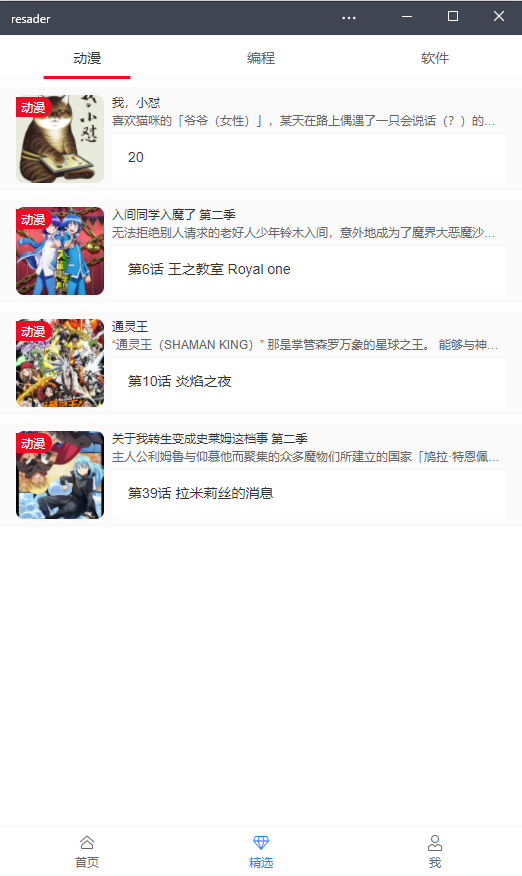 resader
动漫
编程
软件
动漫
我，小怼
喜欢猫咪的「爷爷（女性）」，某天在路上偶遇了一只会说话（？）的…
20
动漫
入间同学入魔了 第二季
无法拒绝别人请求的老好人少年铃木入间，意外地成为了魔界大恶魔沙…
第6话 王之教室 Royal one
动漫
通灵王
“通灵王（SHAMAN KING）” 那是掌管森罗万象的星球之王。 能够与神…
第10话 炎焰之夜
动漫
关于我转生变成史莱姆这档事 第二季
主人公利姆鲁与仰慕他而聚集的众多魔物们所建立的国家「鸠拉·特恩佩…
第39话 拉米莉丝的消息
首页
精选
我